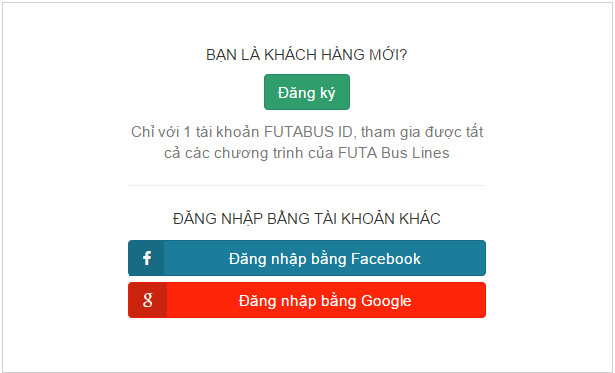 BẠN LÀ KHÁCH HÀNG MỚI?
Đăng ký
Chỉ với 1 tài khoản FUTABUS ID, tham gia được tất
cả các chương trình của FUTA Bus Lines
ĐĂNG NHẬP BẰNG TÀI KHOẢN KHÁC
f Đăng nhập bằng Facebook
g Đăng nhập bằng Google